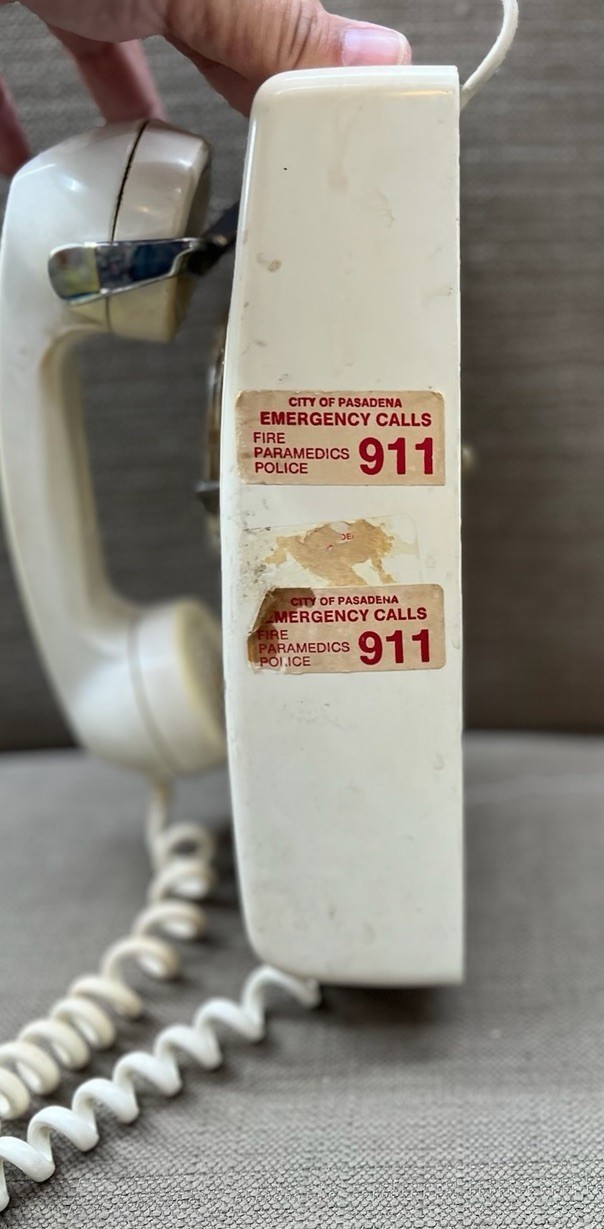 CITY OF PASADENA
EMERGENCY CALLS
FIRE
PARAMEDICS
POLICE
911
CITY OF PASADENA
EMERGENCY CALLS
FIRE
PARAMEDICS
POLICE
911